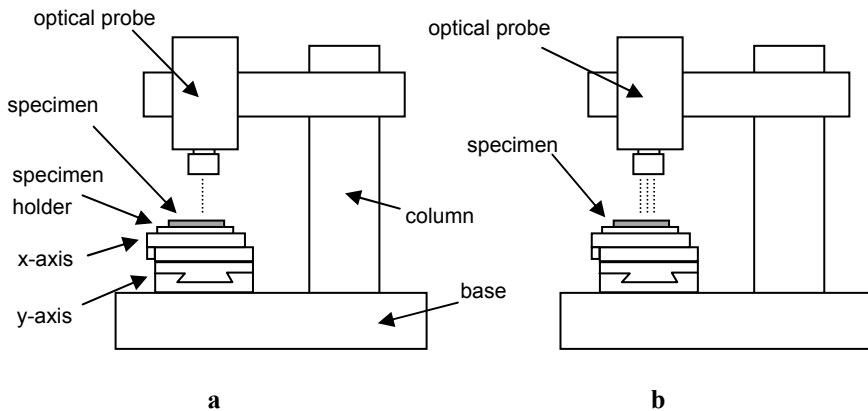 optical probe
specimen
specimen
holder
x-axis
y-axis
column
base
a
optical probe
specimen
b